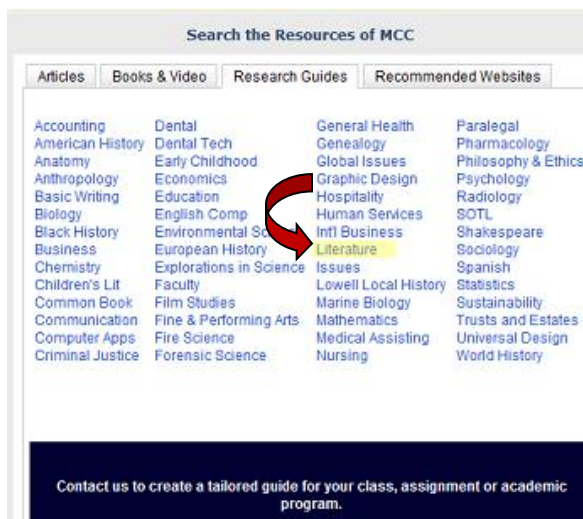 Search the Resources of MCC
Articles
Books & Video
Research Guides
Recommended Websites
Accounting
American History
Anatomy
Anthropology
Basic Writing
Biology
Black History
Business
Chemistry
Children's Lit
Common Book
Communication
Computer Apps
Criminal Justice
Dental
Dental Tech
Early Childhood
Economics
Education
English Comp
Environmental
European History
Explorations in Science
Faculty
Film Studies
Fine & Performing Arts
Fire Science
Forensic Science
General Health
Genealogy
Global Issues
Graphic Design
Hospitality
Human Services
Int'l Business
Literature
Issues
Lowell Local History
Marine Biology
Mathematics
Medical Assisting
Nursing
Paralegal
Pharmacology
Philosophy & Ethics
Psychology
Radiology
SOTL
Shakespeare
Sociology
Spanish
Statistics
Sustainability
Trusts and Estates
Universal Design
World History
Contact us to create a tailored guide for your class, assignment or academic
program.